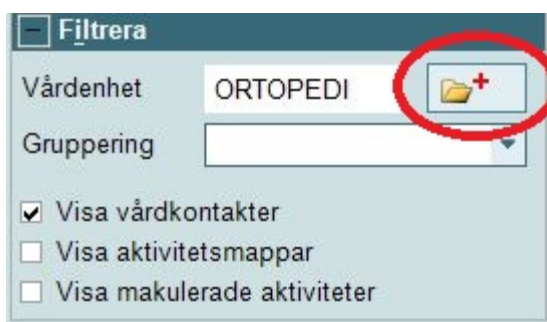 Filtrera
Vårdenhet ORTOPEDI
Gruppering
Visa vårdkontakter
Visa aktivitetsmappar
Visa makulerade aktiviteter